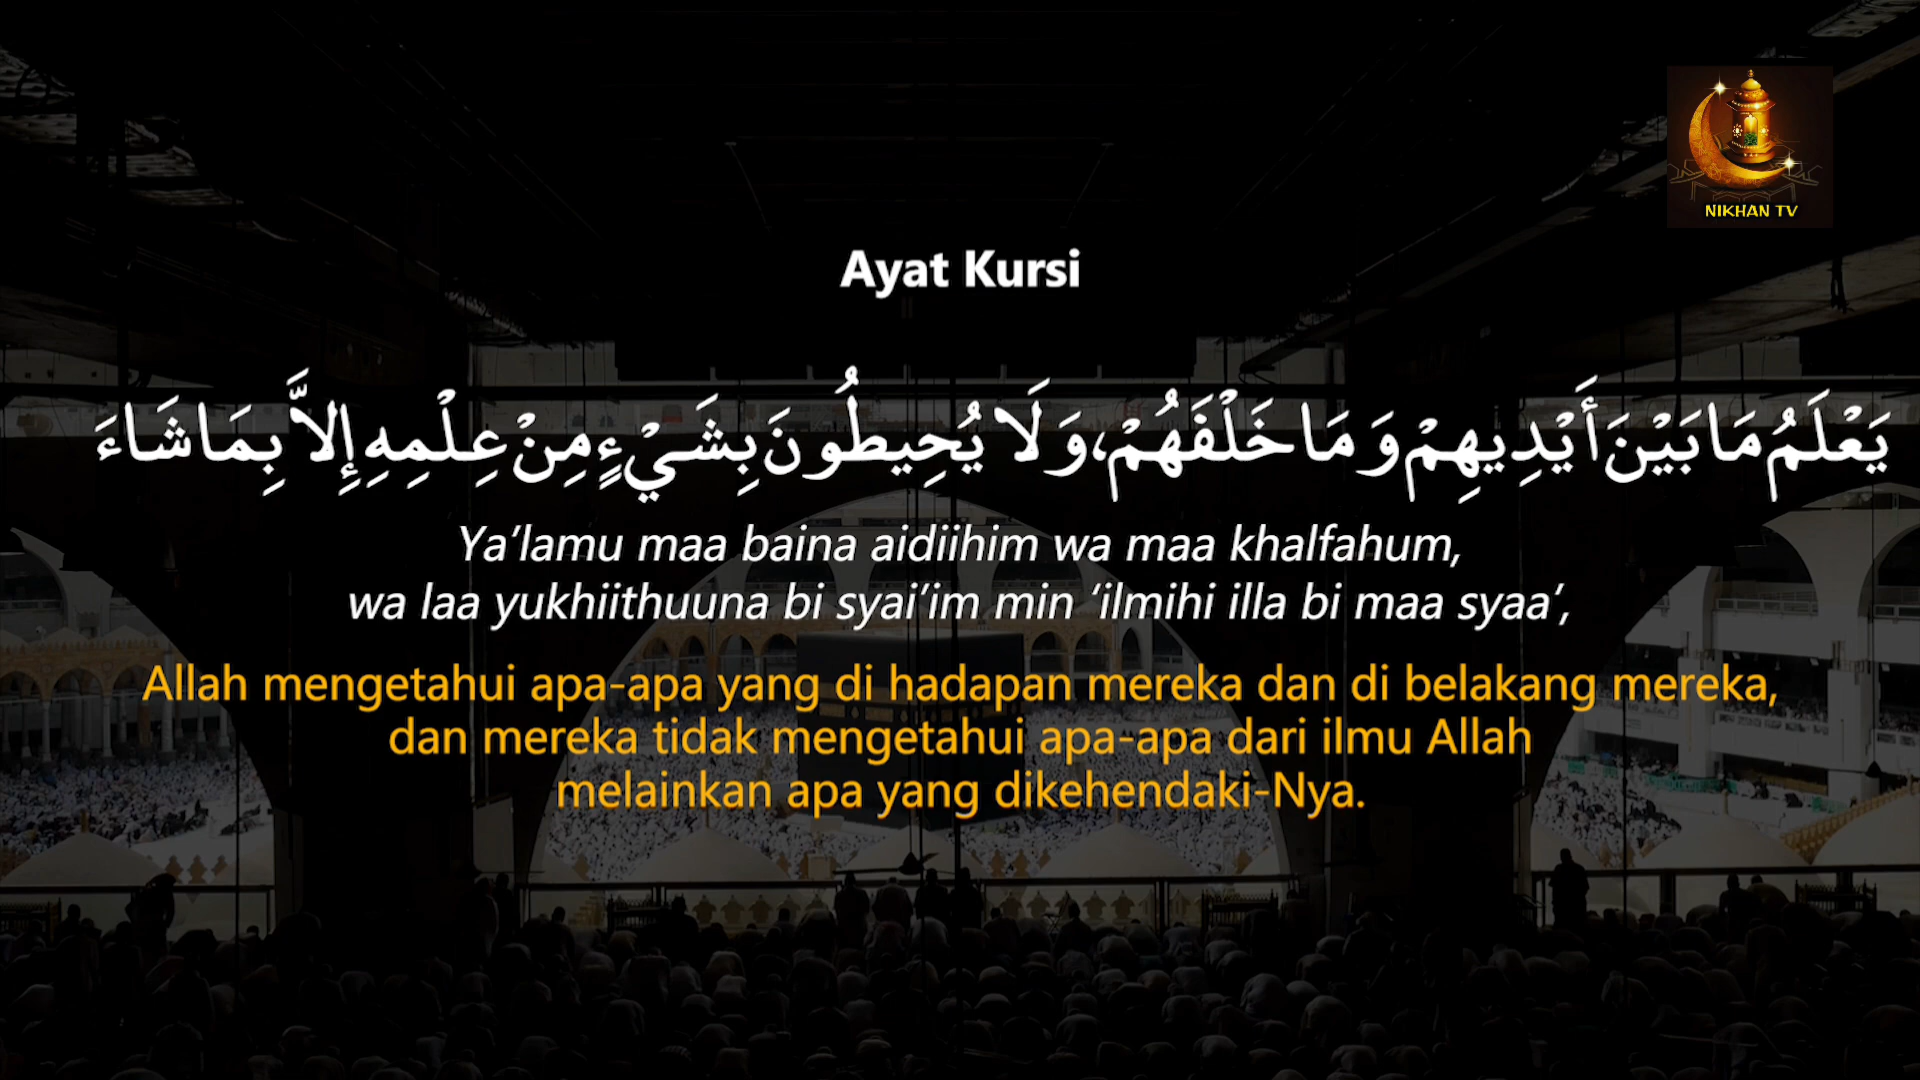 NIKHAN TV
Ayat Kursi
يَعْلَمُ مَا بَيْنَ أَيْدِيهِمْ وَمَا خَلْفَهُمْ، وَلَا يُحِيطُونَ بِشَيْءٍ مِنْ عِلْمِهِ إِلاَّ بِمَا شَاءَ
Ya’lamu maa baina aidiihim wa maa khalfahum,
wa laa yukhiithuuna bi syai’im min ‘ilmihi illa bi maa syaa’,
Allah mengetahui apa-apa yang di hadapan mereka dan di belakang mereka,
dan mereka tidak mengetahui apa-apa dari ilmu Allah
melainkan apa yang dikehendaki-Nya.